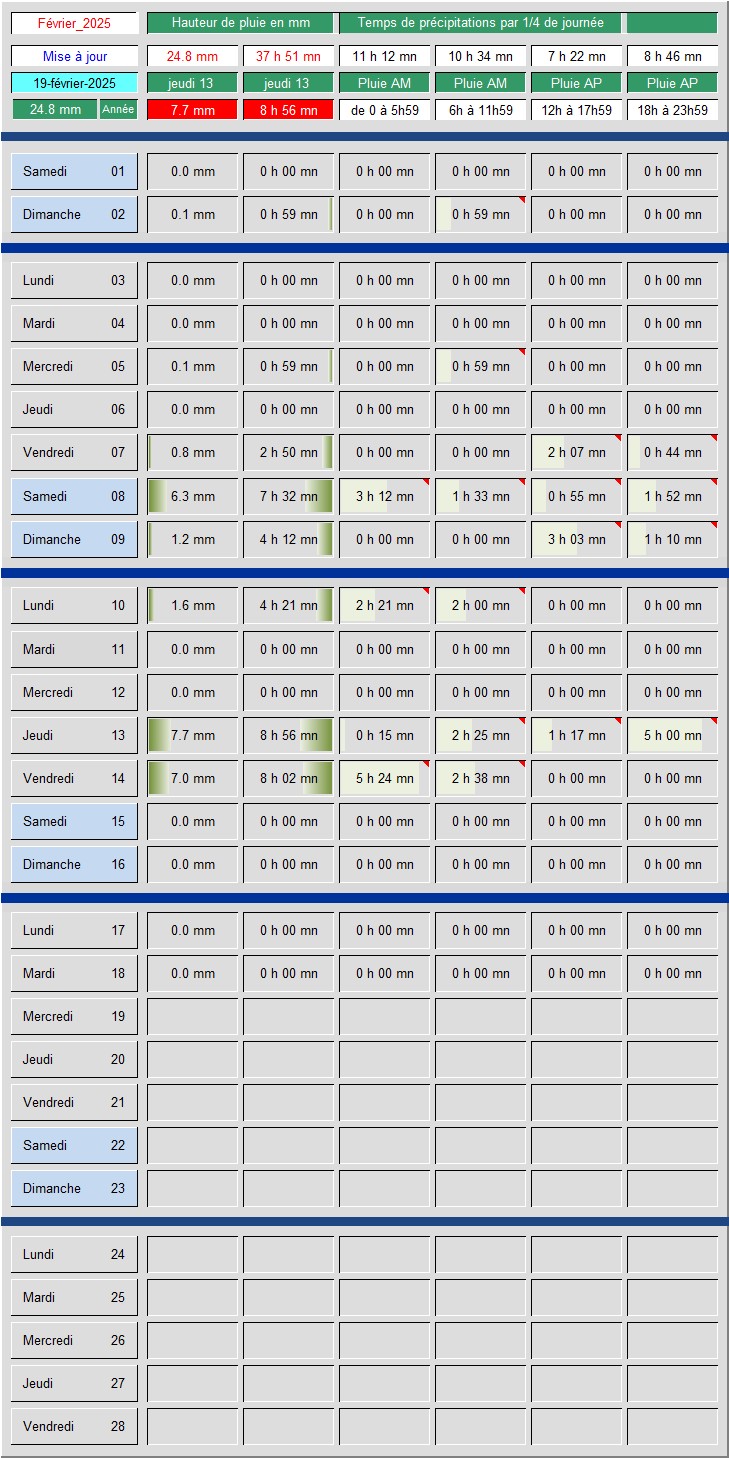 Février_2025 Hauteur de pluie en mm Temps de précipitations par 1/4 de journée
Mise à jour 24.8 mm 37 h 51 mn 11 h 12 mn 10 h 34 mn 7 h 22 mn 8 h 46 mn
19-février-2025 jeudi 13 jeudi 13 Pluie AM Pluie AM Pluie AP Pluie AP
24.8 mm Année 7.7 mm 8 h 56 mn de 0 à 5h59 6h à 11h59 12h à 17h59 18h à 23h59
Samedi 01 0.0 mm 0 h 00 mn 0 h 00 mn 0 h 00 mn 0 h 00 mn 0 h 00 mn
Dimanche 02 0.1 mm 0 h 59 mn 0 h 00 mn 0 h 59 mn 0 h 00 mn 0 h 00 mn
Lundi 03 0.0 mm 0 h 00 mn 0 h 00 mn 0 h 00 mn 0 h 00 mn 0 h 00 mn
Mardi 04 0.0 mm 0 h 00 mn 0 h 00 mn 0 h 00 mn 0 h 00 mn 0 h 00 mn
Mercredi 05 0.1 mm 0 h 59 mn 0 h 00 mn 0 h 59 mn 0 h 00 mn 0 h 00 mn
Jeudi 06 0.0 mm 0 h 00 mn 0 h 00 mn 0 h 00 mn 0 h 00 mn 0 h 00 mn
Vendredi 07 0.8 mm 2 h 50 mn 0 h 00 mn 0 h 00 mn 2 h 07 mn 0 h 44 mn
Samedi 08 6.3 mm 7 h 32 mn 3 h 12 mn 1 h 33 mn 0 h 55 mn 1 h 52 mn
Dimanche 09 1.2 mm 4 h 12 mn 0 h 00 mn 0 h 00 mn 3 h 03 mn 1 h 10 mn
Lundi 10 1.6 mm 4 h 21 mn 2 h 21 mn 2 h 00 mn 0 h 00 mn 0 h 00 mn
Mardi 11 0.0 mm 0 h 00 mn 0 h 00 mn 0 h 00 mn 0 h 00 mn 0 h 00 mn
Mercredi 12 0.0 mm 0 h 00 mn 0 h 00 mn 0 h 00 mn 0 h 00 mn 0 h 00 mn
Jeudi 13 7.7 mm 8 h 56 mn 0 h 15 mn 2 h 25 mn 1 h 17 mn 5 h 00 mn
Vendredi 14 7.0 mm 8 h 02 mn 5 h 24 mn 2 h 38 mn 0 h 00 mn 0 h 00 mn
Samedi 15 0.0 mm 0 h 00 mn 0 h 00 mn 0 h 00 mn 0 h 00 mn 0 h 00 mn
Dimanche 16 0.0 mm 0 h 00 mn 0 h 00 mn 0 h 00 mn 0 h 00 mn 0 h 00 mn
Lundi 17 0.0 mm 0 h 00 mn 0 h 00 mn 0 h 00 mn 0 h 00 mn 0 h 00 mn
Mardi 18 0.0 mm 0 h 00 mn 0 h 00 mn 0 h 00 mn 0 h 00 mn 0 h 00 mn
Mercredi 19
Jeudi 20
Vendredi 21
Samedi 22
Dimanche 23
Lundi 24
Mardi 25
Mercredi 26
Jeudi 27
Vendredi 28